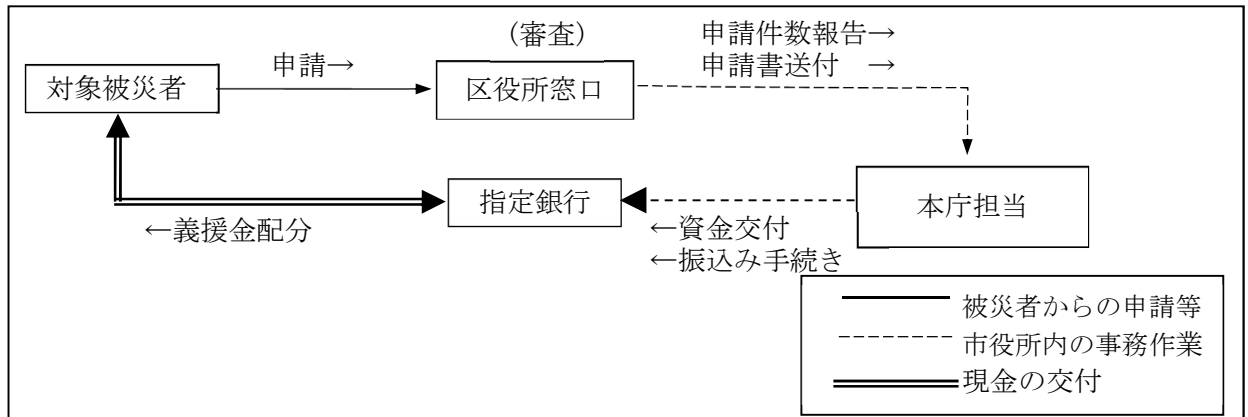 （審査）
申請件数報告→
申請書送付　→
申請→
対象被災者
区役所窓口
指定銀行
本庁担当
←義援金配分
←資金交付
←振込み手続き
被災者からの申請等
市役所内の事務作業
現金の交付